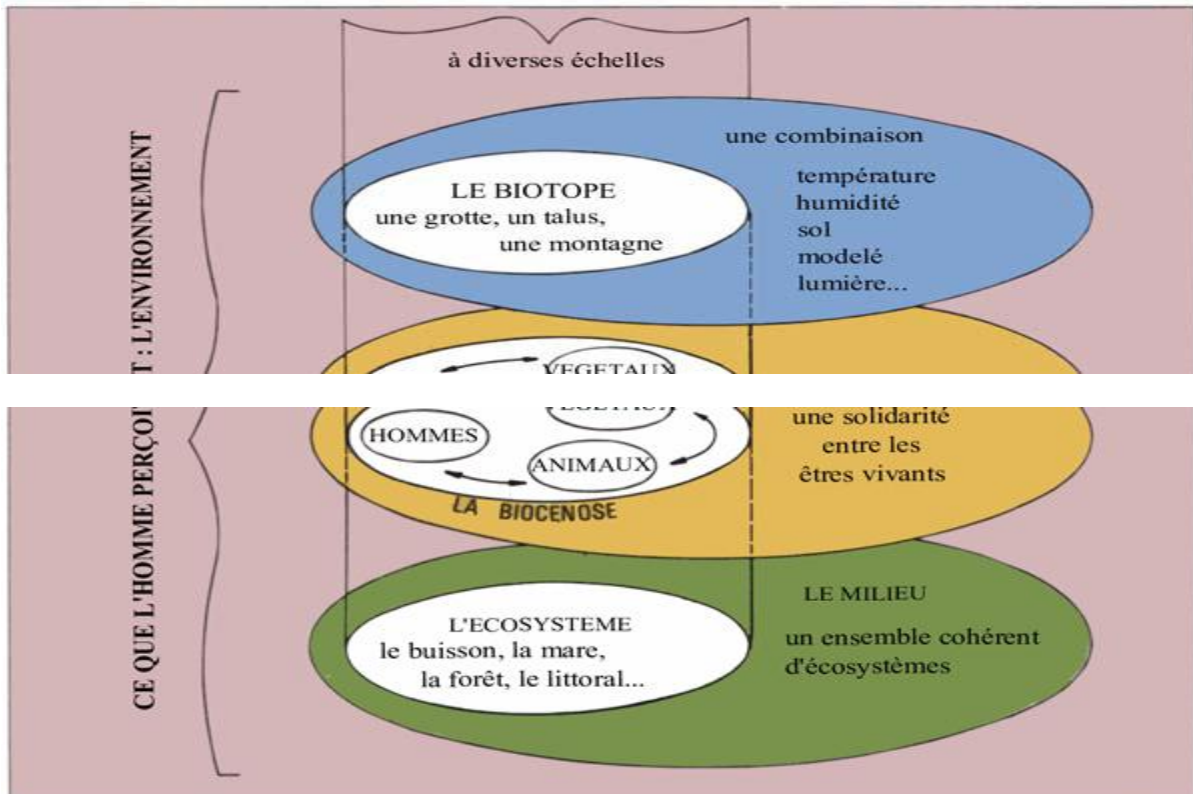 à diverses échelles
CE QUE L'HOMME PERÇOIT : L'ENVIRONNEMENT
une combinaison
température
humidité
sol
modelé
lumière...
LE BIOTOPE
une grotte, un talus,
une montagne
VEGETAUX
HOMMES
ANIMAUX
LA BIOCENOSE
une solidarité
entre les
êtres vivants
L'ECOSYSTEME
le buisson, la mare,
la forêt, le littoral...
LE MILIEU
un ensemble cohérent
d'écosystèmes